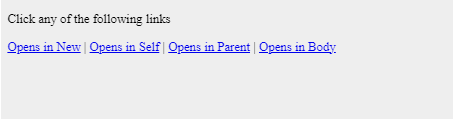 Click any of the following links
Opens in New | Opens in Self | Opens in Parent | Opens in Body